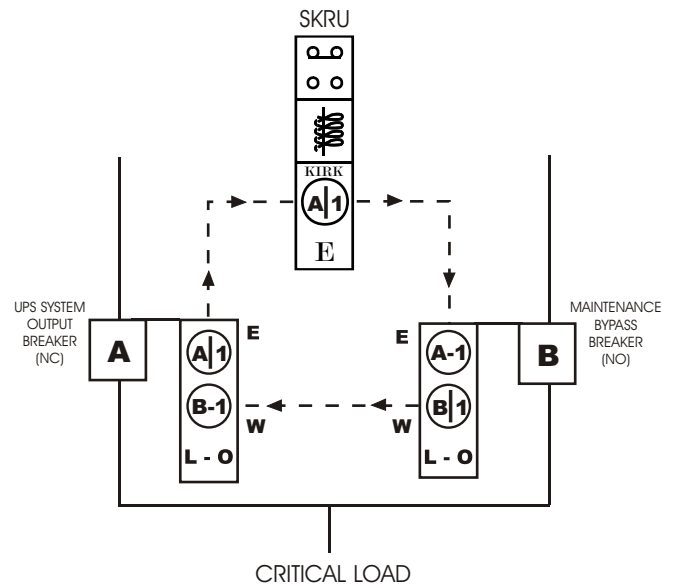 SKRU
KIRK
A|1
E
UPS SYSTEM
OUTPUT
BREAKER
(NC)
A
A|1
E
B-1
W
L - O
E
A-1
W
B|1
L - O
B
MAINTENANCE
BYPASS
BREAKER
(NO)
CRITICAL LOAD